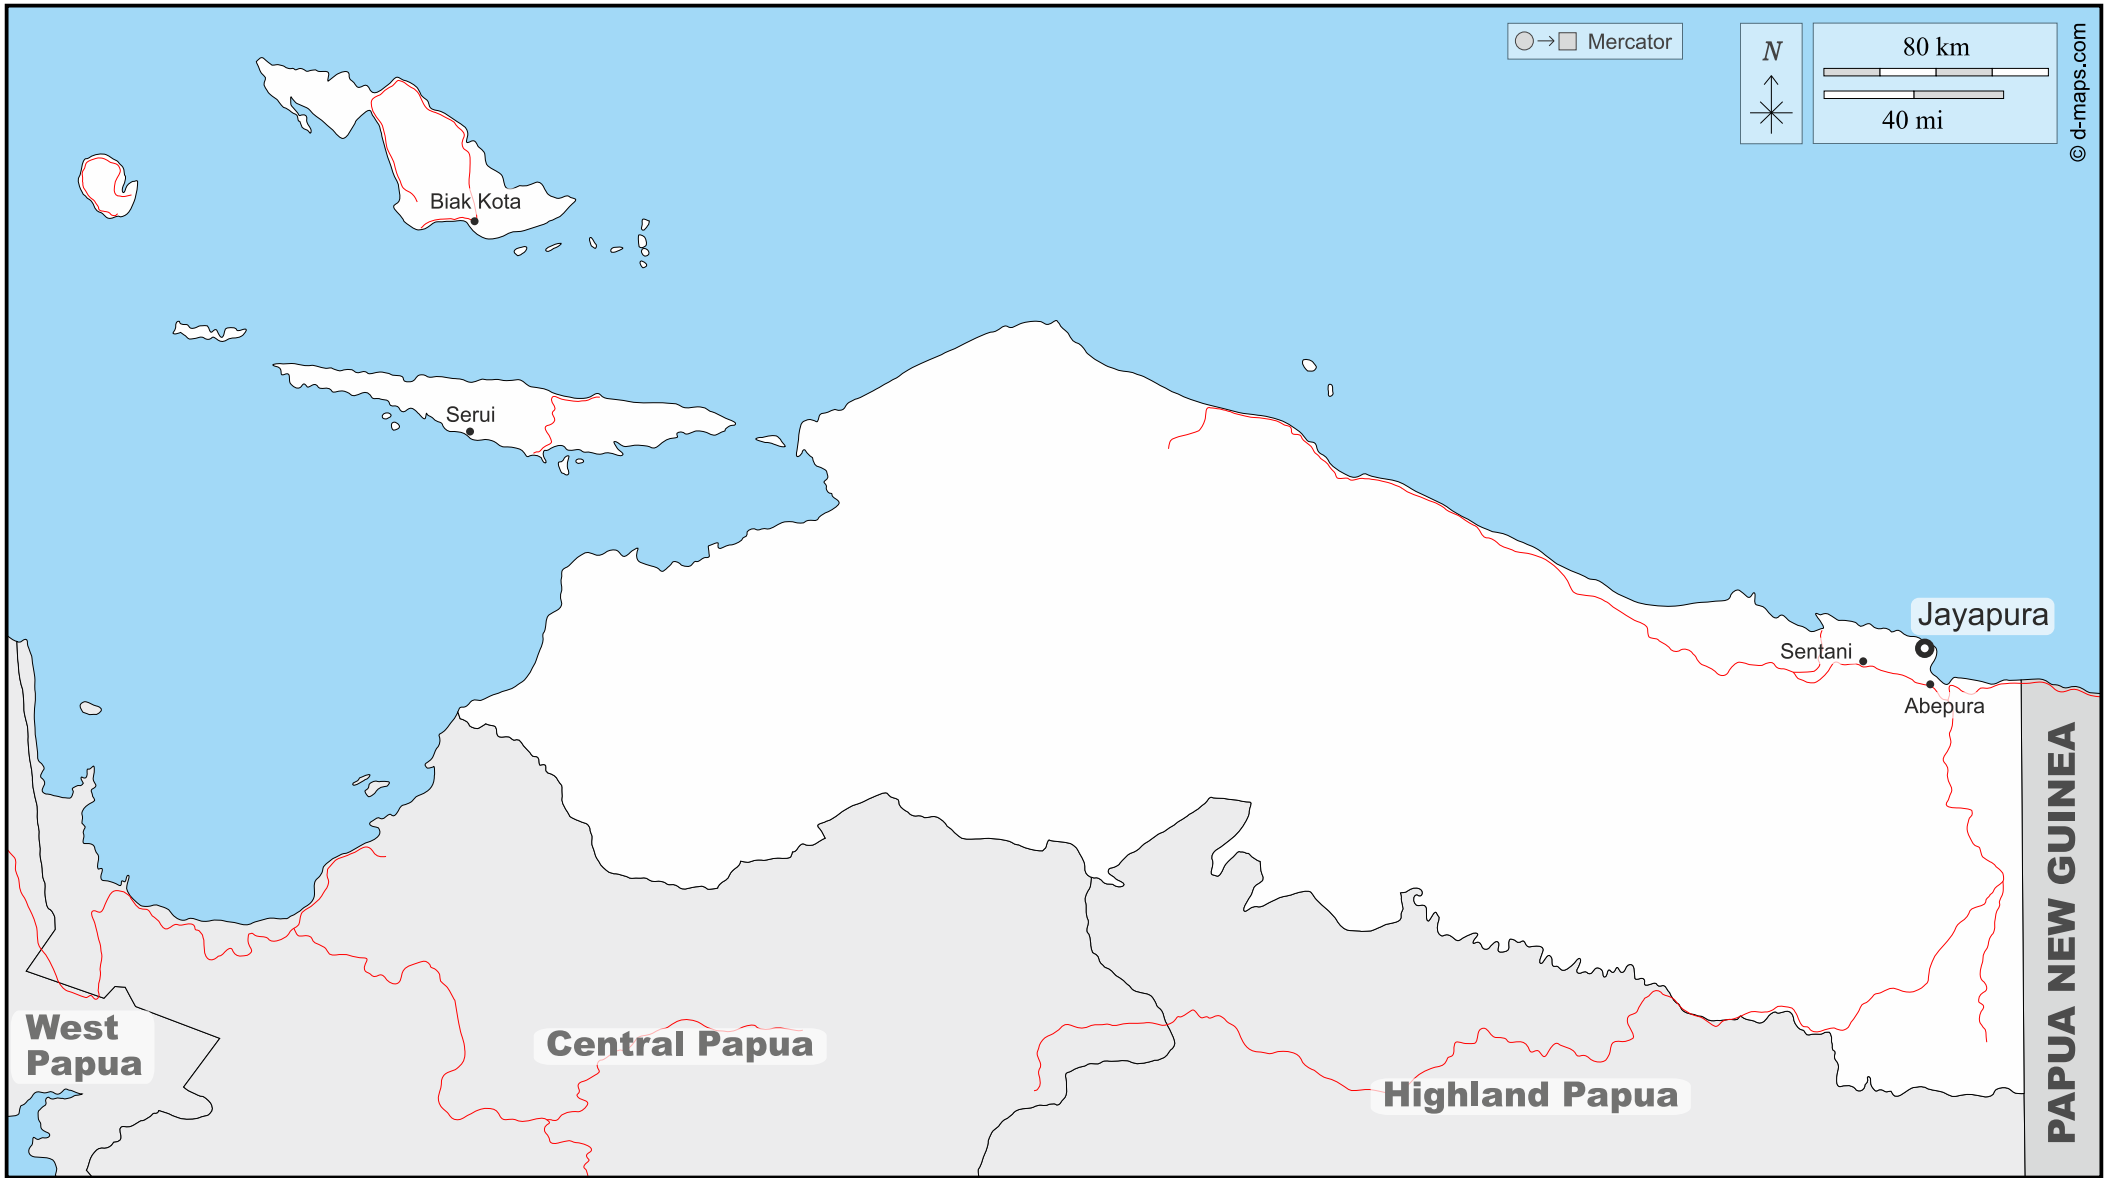 Mercator
N
80 km
40 mi
© d-maps.com
Biak Kota
Serui
Jayapura
Sentani
Abepura
PAPUA NEW GUINEA
West
Papua
Central Papua
Highland Papua